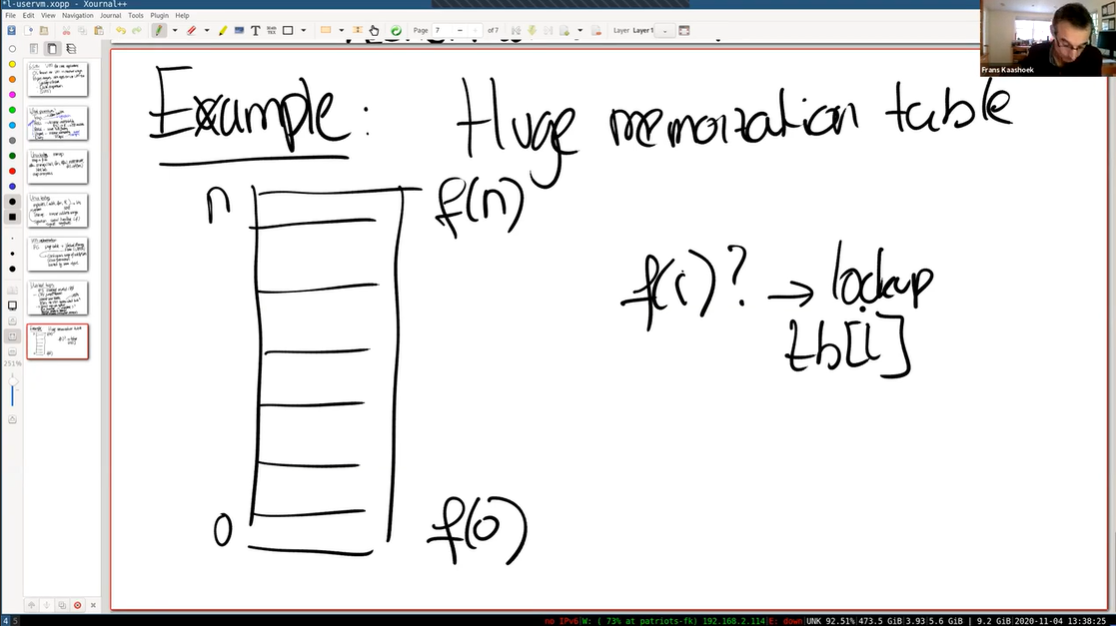 *l-uservm.xopp - Xournal++
File Edit View Navigation Journal Tools Plugin Help
Page 7 of 7 Layer Layer 1
Frans Kaashoek
Example: Huge memoization table
n f(n)
f(i)? → lookup
tb[i]
0 f(0)
251%
4 5 no IPv6|W: ( 73% at patriots-fk) 192.168.2.114|E: down|UNK 92.51%|473.5 GiB|3.93|5.6 GiB | 9.2 GiB|2020-11-04 13:38:25